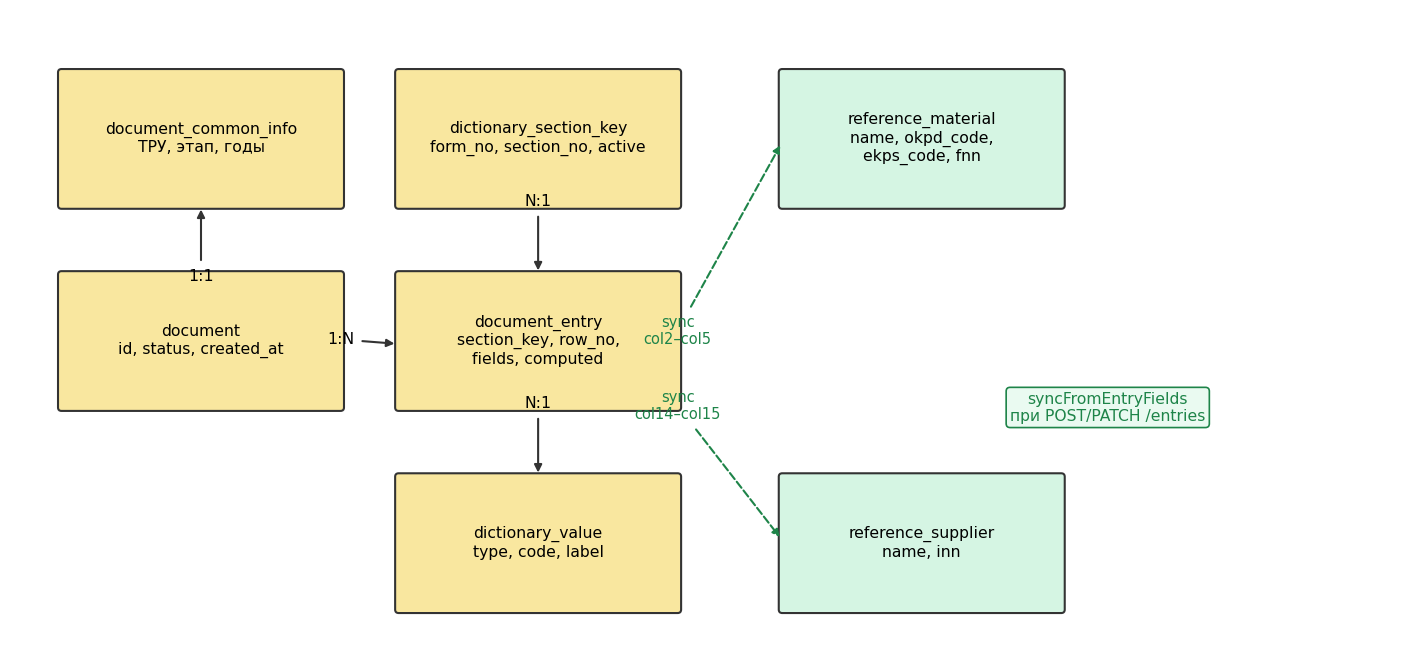 document_common_info
ТРУ, этап, годы
dictionary_section_key
form_no, section_no, active
N:1
reference_material
name, okpd_code,
ekps_code, fnn
1:1
document
id, status, created_at
1:N
document_entry
section_key, row_no,
fields, computed
N:1
sync
col2–col5
sync
col14–col15
syncFromEntryFields
при POST/PATCH /entries
dictionary_value
type, code, label
reference_supplier
name, inn